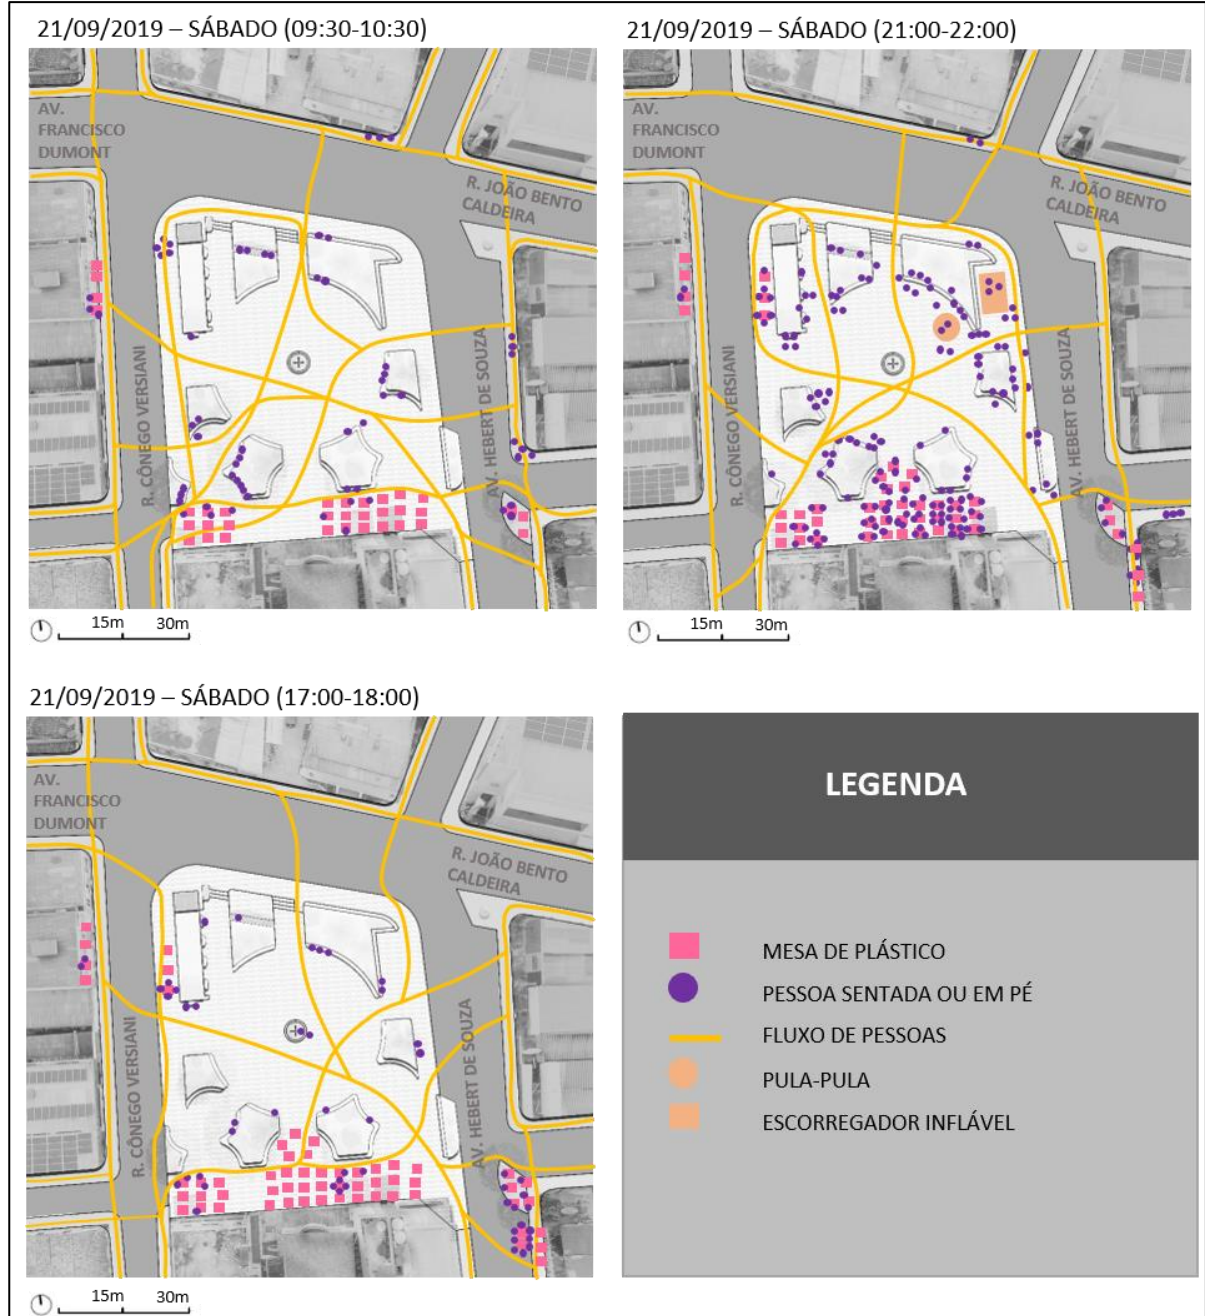 21/09/2019 – SÁBADO (09:30-10:30)
AV.
FRANCISCO
DUMONT
R. JOÃO BENTO
CALDEIRA
R. CÔNEGO VERSIANI
AV. HEBERT DE SOUZA
15m 30m
21/09/2019 – SÁBADO (21:00-22:00)
AV.
FRANCISCO
DUMONT
R. JOÃO BENTO
CALDEIRA
R. CÔNEGO VERSIANI
AV. HEBERT DE SOUZA
15m 30m
21/09/2019 – SÁBADO (17:00-18:00)
AV.
FRANCISCO
DUMONT
R. JOÃO BENTO
CALDEIRA
R. CÔNEGO VERSIANI
AV. HEBERT DE SOUZA
15m 30m
LEGENDA
MESA DE PLÁSTICO
PESSOA SENTADA OU EM PÉ
FLUXO DE PESSOAS
PULA-PULA
ESCORREGADOR INFLÁVEL